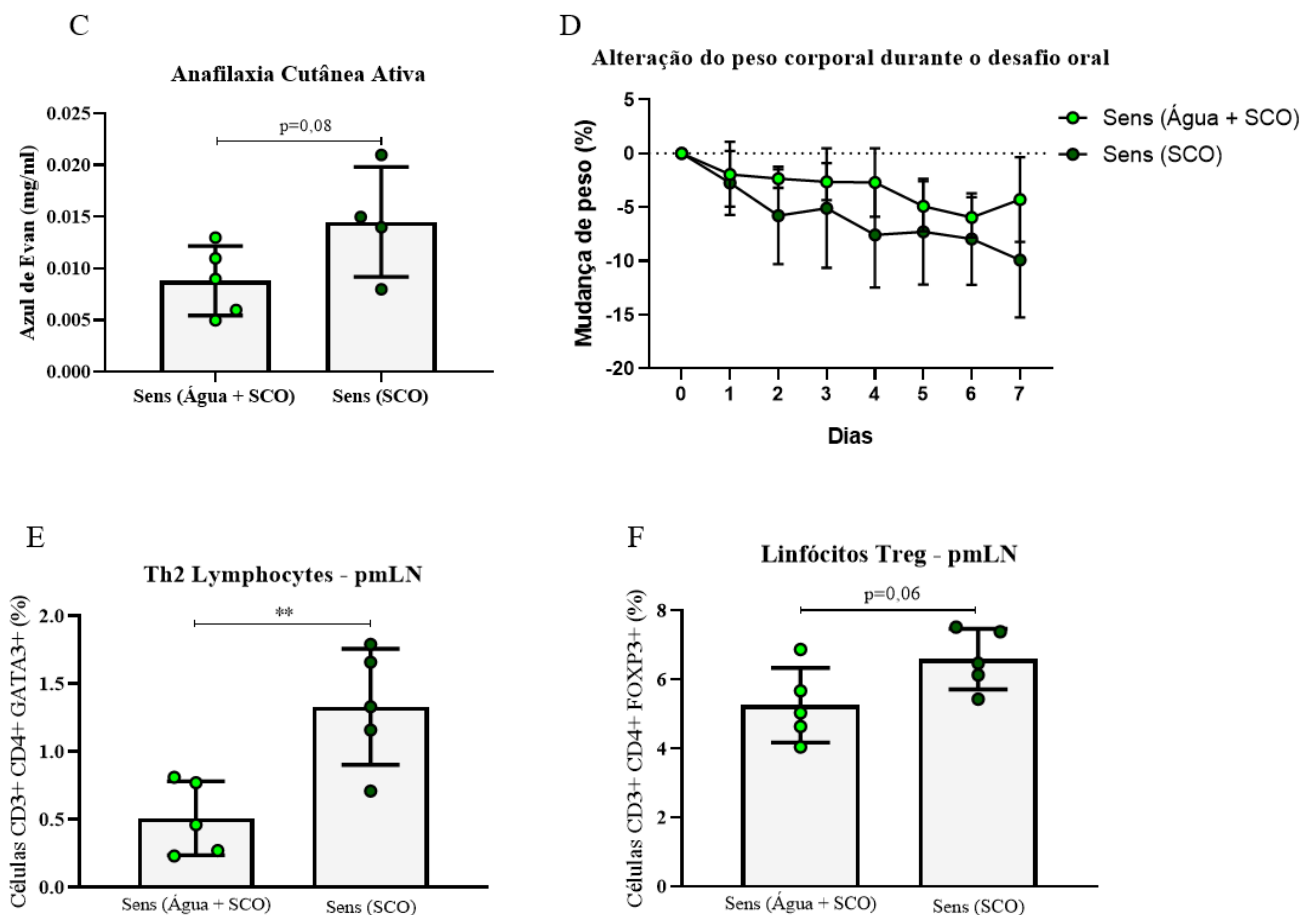 C
Anafilaxia Cutânea Ativa
Azul de Evan (mg/ml)
0.025
0.020
0.015
0.010
0.005
0.000
p=0,08
Sens (Água + SCO)
Sens (SCO)
D
Alteração do peso corporal durante o desafio oral
Mudança de peso (%)
5
0
-5
-10
-15
-20
0 1 2 3 4 5 6 7
Dias
Sens (Água + SCO)
Sens (SCO)
E
Th2 Lymphocytes - pmLN
Células CD3+ CD4+ GATA3+ (%)
2.0
1.5
1.0
0.5
0.0
**
Sens (Água + SCO)
Sens (SCO)
F
Linfócitos Treg - pmLN
Células CD3+ CD4+ FOXP3+ (%)
8
6
4
2
0
p=0,06
Sens (Água + SCO)
Sens (SCO)